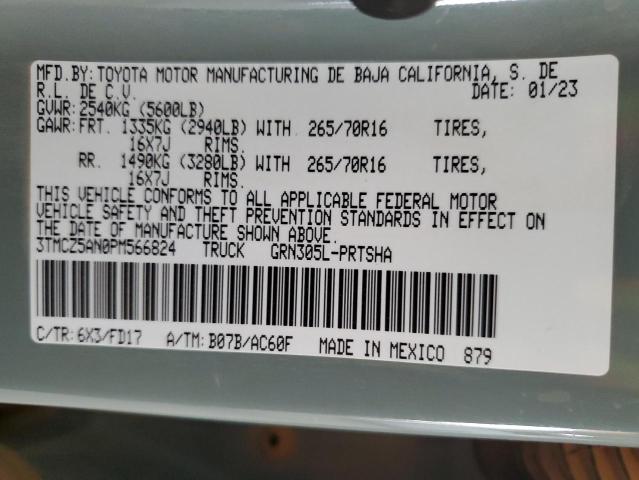 MFD.BY:TOYOTA MOTOR MANUFACTURING DE BAJA CALIFORNIA, S. DE
R.L. DE C.V. DATE: 01/23
GVWR:2540KG (5600LB)
GAWR:FRT. 1335KG (2940LB) WITH 265/70R16 TIRES,
16X7J RIMS.
RR. 1490KG (3280LB) WITH 265/70R16 TIRES,
16X7J RIMS.
THIS VEHICLE CONFORMS TO ALL APPLICABLE FEDERAL MOTOR
VEHICLE SAFETY AND THEFT PREVENTION STANDARDS IN EFFECT ON
THE DATE OF MANUFACTURE SHOWN ABOVE.
3TMCZ5AN0PM566824 TRUCK GRN305L-PRTSHA
C/TR:6X3/FD17 A/TM:B07B/AC60F MADE IN MEXICO 879